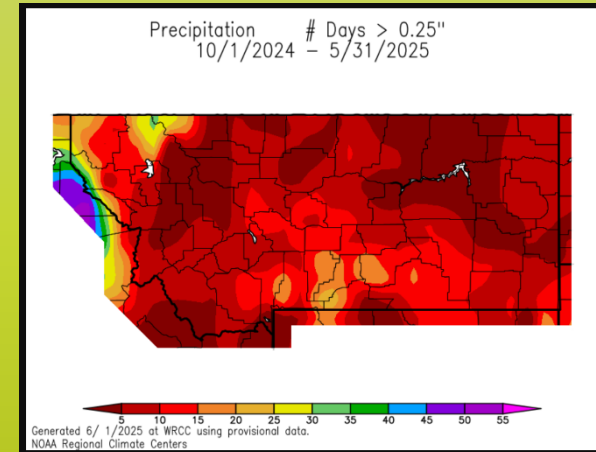 Precipitation # Days > 0.25"
10/1/2024 – 5/31/2025
5 10 15 20 25 30 35 40 45 50 55
Generated 6/ 1/2025 at WRCC using provisional data.
NOAA Regional Climate Centers